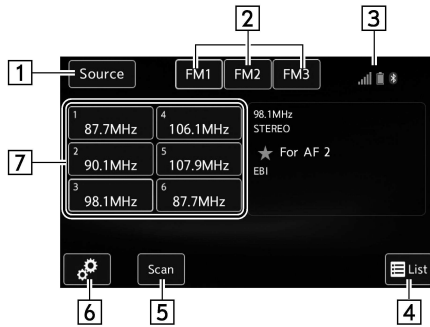 2
3
1
Source
FM1
FM2
FM3
1
87.7MHz
4
106.1MHz
98.1MHz
STEREO
7
2
90.1MHz
5
107.9MHz
★ For AF 2
EBI
3
98.1MHz
6
87.7MHz
Scan
List
6
5
4